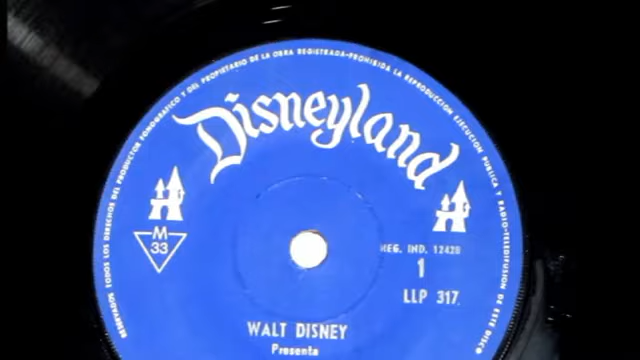 RESERVADOS TODOS LOS DERECHOS DEL PRODUCTOR FONOGRAFICO Y DEL PROPIETARIO DE LA OBRA REGISTRADA-PROHIBIDA LA REPRODUCCION EJECUCION PUBLICA Y RADIO-TELEDIFUSION DE ESTE DISCO
Disneyland
M
33
REG. IND. 12420
1
LLP 317
WALT DISNEY
Presenta